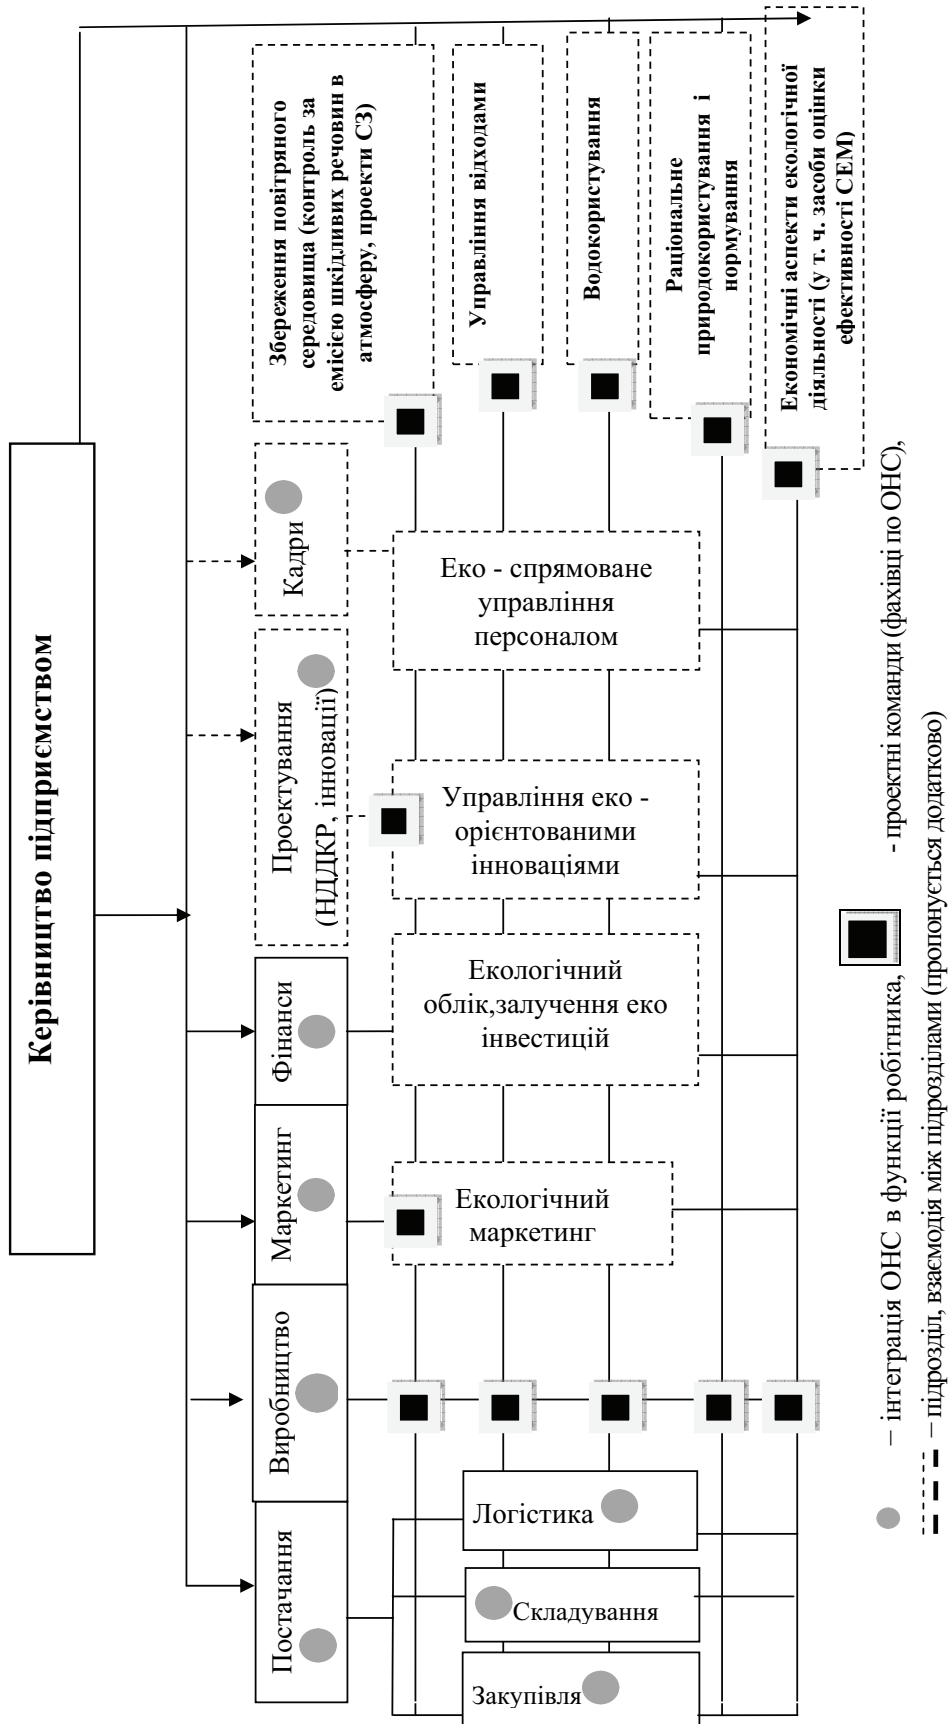 Керівництво підприємством
Постачання
Виробництво
Маркетинг
Фінанси
Проектування
(НДДКР, інновації)
Кадри
Збереження повітряного
середовища (контроль за
емісією шкідливих речовин в
атмосферу, проекти СЗ)
Управління відходами
Водокористування
Раціональне
природокористування і
нормування
Економічні аспекти екологічної
діяльності (у т. ч. засоби оцінки
ефективності СЕМ)
Еко - спрямоване
управління
персоналом
Управління еко -
орієнтованими
інноваціями
Екологічний
облік,залучення еко
інвестицій
Екологічний
маркетинг
Логістика
Складування
Закупівля
– інтеграція ОНС в функції робітника,
- проектні команди (фахівці по ОНС),
– підрозділ, взаємодія між підрозділами (пропонується додатково)